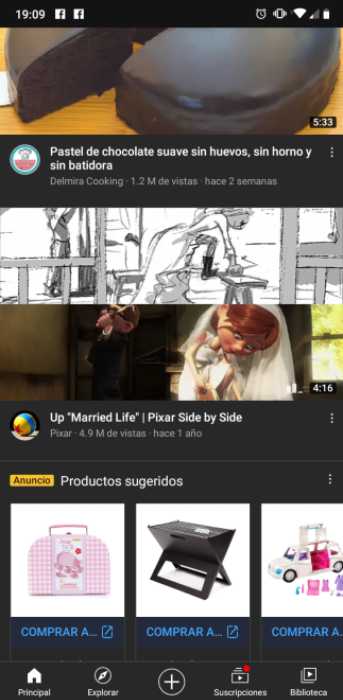 19:09
5:33
Pastel de chocolate suave sin huevos, sin horno y
sin batidora
Delmira Cooking · 1.2 M de vistas · hace 2 semanas
4:16
Up "Married Life" | Pixar Side by Side
Pixar · 4.9 M de vistas · hace 1 año
Anuncio Productos sugeridos
COMPRAR A... COMPRAR A... COMPRAR A
Principal Explorar Suscripciones Biblioteca